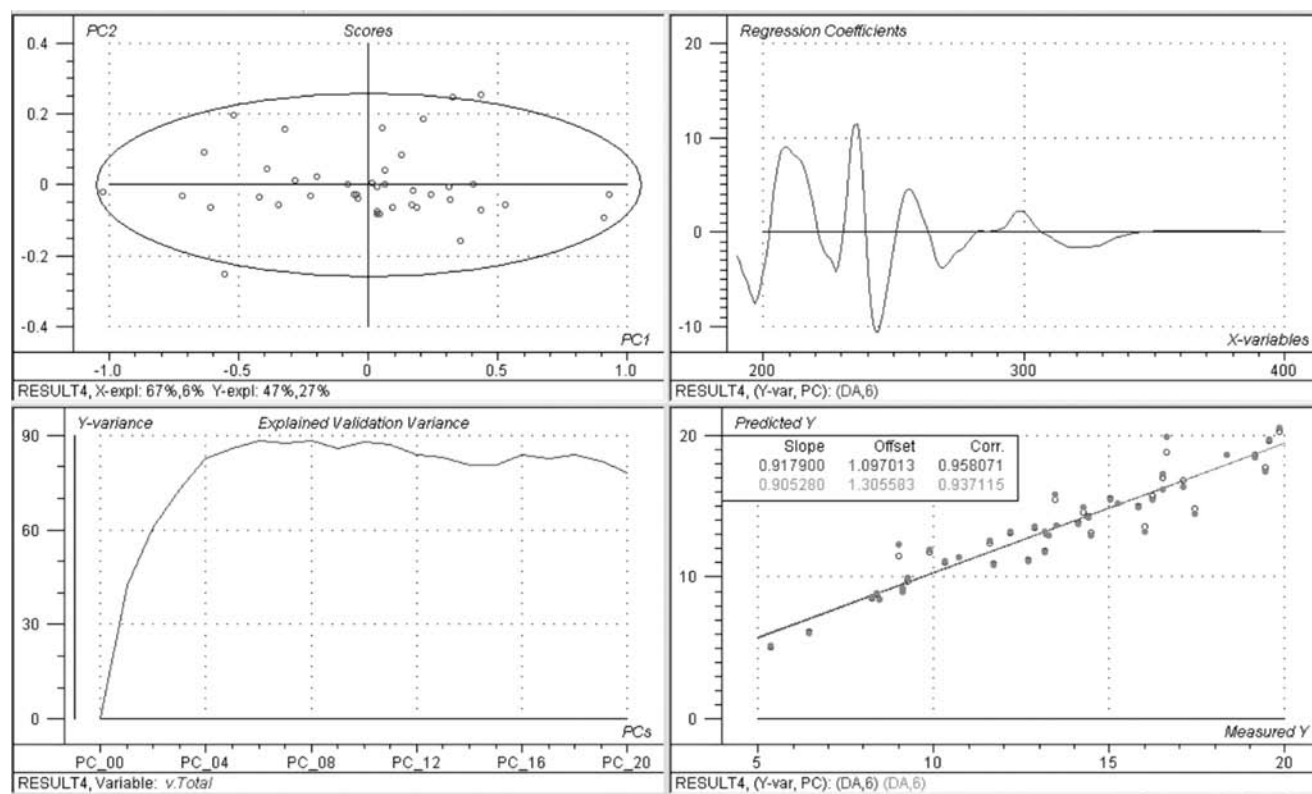 PC2 Scores
0.4
0.2
0
-0.2
-0.4
PC1
-1.0 -0.5 0 0.5 1.0
RESULT4, X-expl: 67%,6% Y-expl: 47%,27%
Regression Coefficients
20
10
0
-10
X-variables
200 300 400
RESULT4, (Y-var, PC): (DA,6)
Y-variance Explained Validation Variance
90
60
30
0
PCs
PC_00 PC_04 PC_08 PC_12 PC_16 PC_20
RESULT4, Variable: v.Total
Predicted Y
20
Slope Offset Corr.
0.917900 1.097013 0.958071
0.905280 1.305583 0.937115
10
0
Measured Y
5 10 15 20
RESULT4, (Y-var, PC): (DA,6) (DA,6)